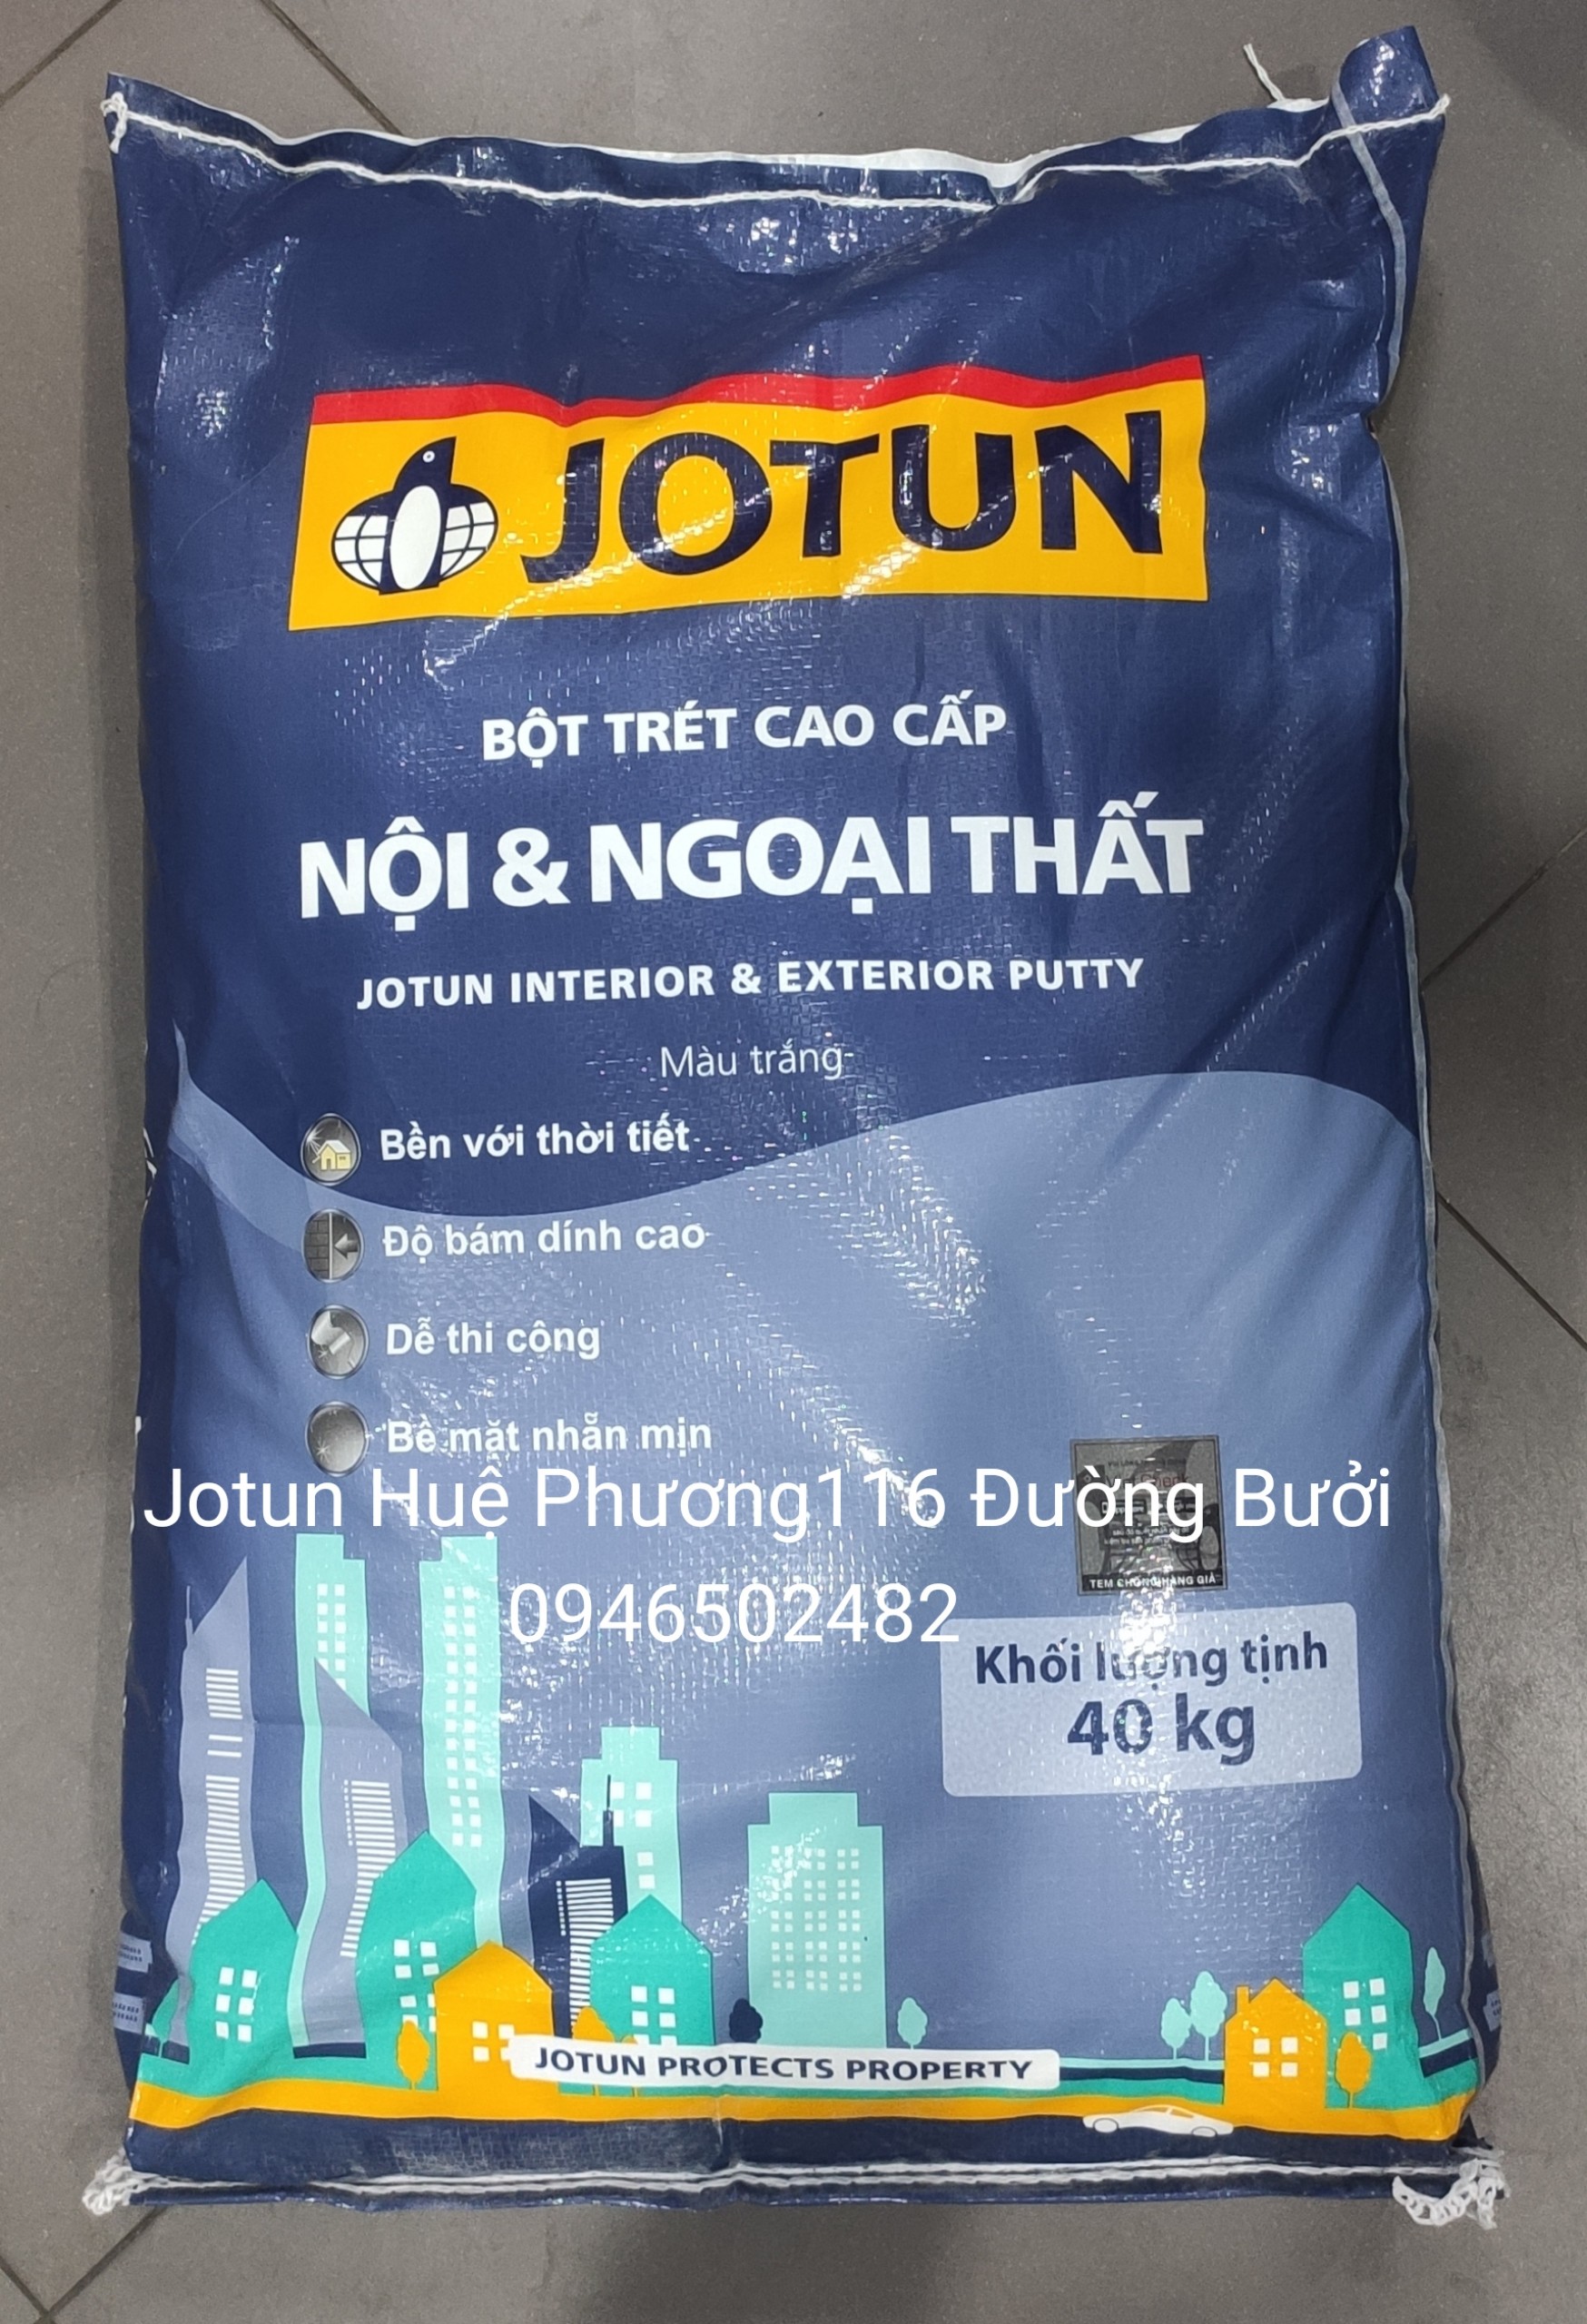 JOTUN
BỘT TRÉT CAO CẤP
NỘI & NGOẠI THẤT
JOTUN INTERIOR & EXTERIOR PUTTY
Màu trắng
Bền với thời tiết
Độ bám dính cao
Dễ thi công
Bề mặt nhẵn mịn
Jotun Huệ Phương116 Đường Bưởi
TEM CHỐNG HÀNG GIẢ
0946502482
Khối lượng tịnh
40 kg
JOTUN PROTECTS PROPERTY